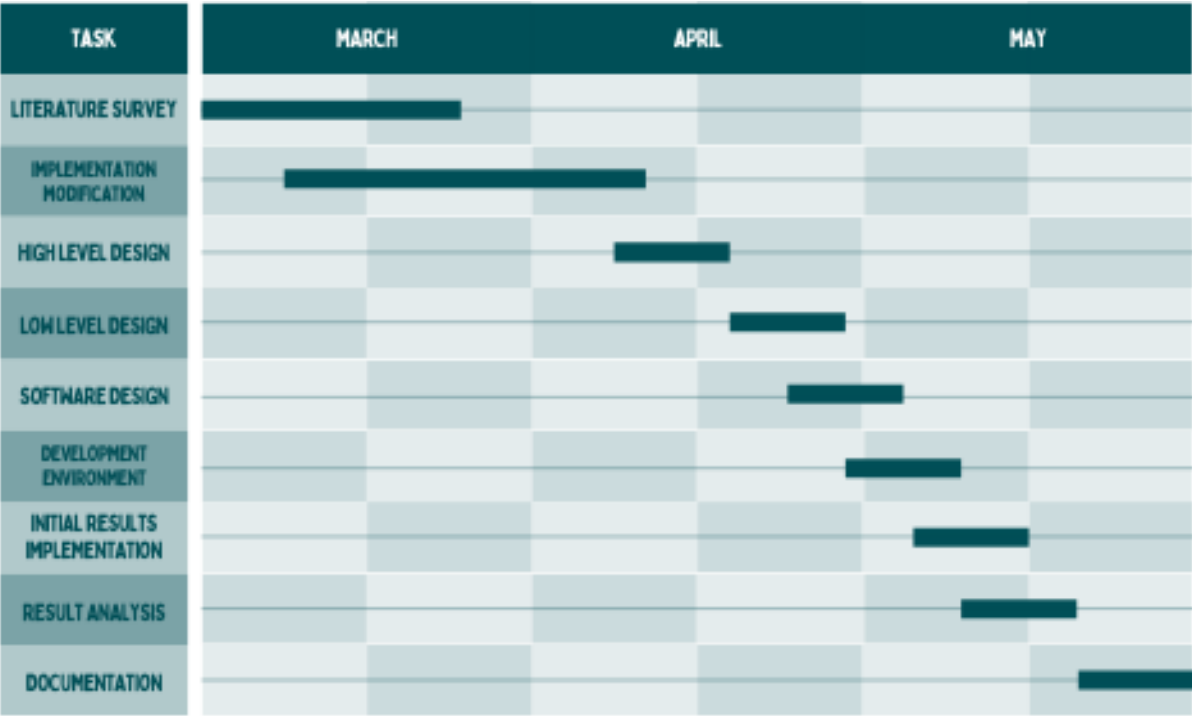 TASK
MARCH
APRIL
MAY
LITERATURE SURVEY
IMPLEMENTATION
MODIFICATION
HIGH LEVEL DESIGN
LOW LEVEL DESIGN
SOFTWARE DESIGN
DEVELOPMENT
ENVIRONMENT
INITIAL RESULTS
IMPLEMENTATION
RESULT ANALYSIS
DOCUMENTATION